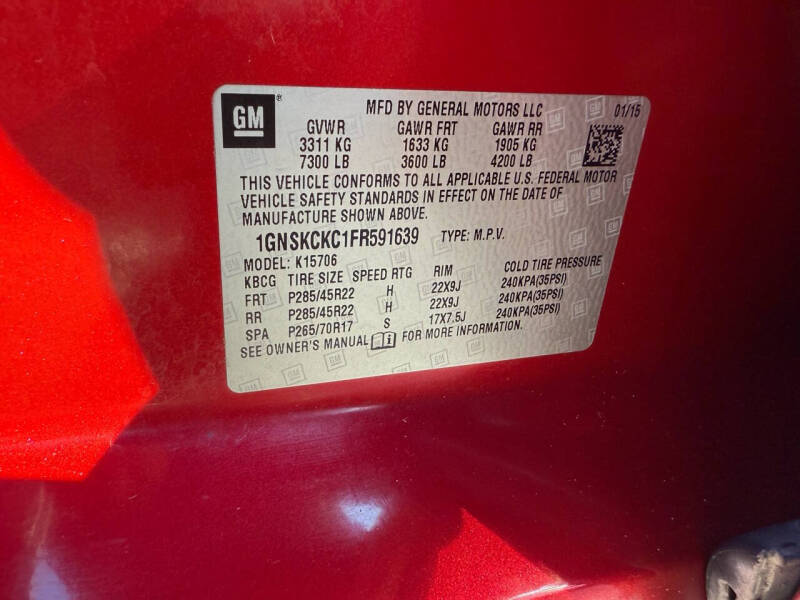 GM ® MFD BY GENERAL MOTORS LLC 01/15
GVWR GAWR FRT GAWR RR
3311 KG 1633 KG 1905 KG
7300 LB 3600 LB 4200 LB
THIS VEHICLE CONFORMS TO ALL APPLICABLE U.S. FEDERAL MOTOR
VEHICLE SAFETY STANDARDS IN EFFECT ON THE DATE OF
MANUFACTURE SHOWN ABOVE.
1GNSKCKC1FR591639 TYPE: M.P.V.
MODEL: K15706
KBCG TIRE SIZE SPEED RTG RIM COLD TIRE PRESSURE
FRT P285/45R22 H 22X9J 240KPA(35PSI)
RR P285/45R22 H 22X9J 240KPA(35PSI)
SPA P265/70R17 S 17X7.5J 240KPA(35PSI)
SEE OWNER'S MANUAL i FOR MORE INFORMATION.